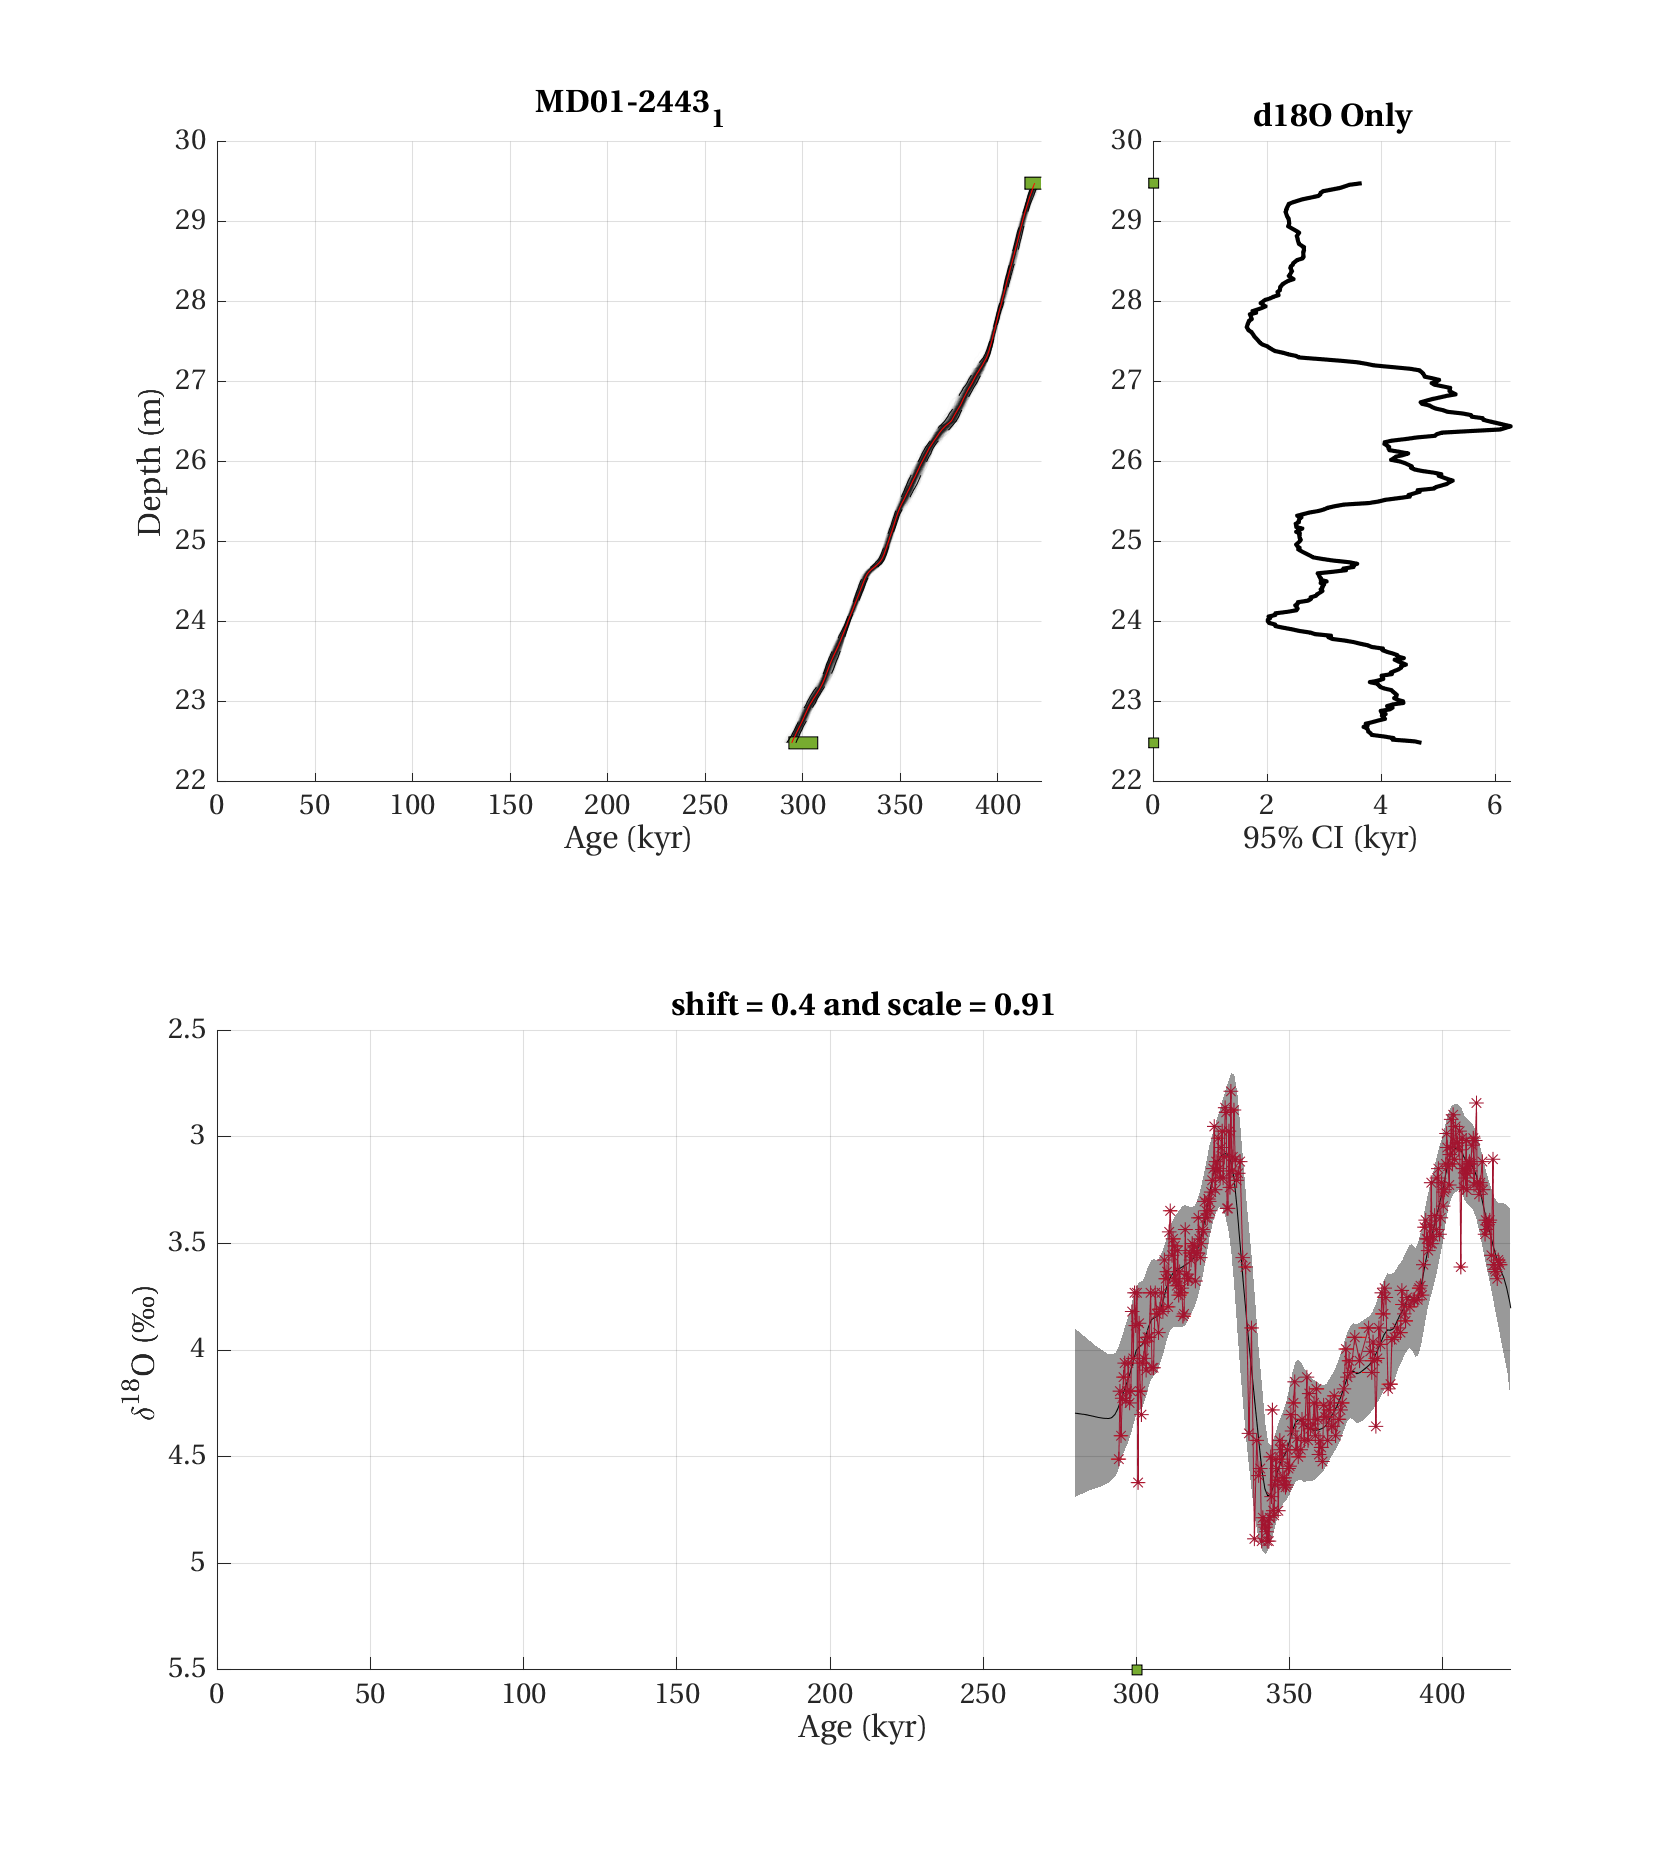 MD01-2443₁
d18O Only
30
29
28
27
26
25
24
23
22
Depth (m)
0 50 100 150 200 250 300 350 400
Age (kyr)
30
29
28
27
26
25
24
23
22
0 2 4 6
95% CI (kyr)
shift = 0.4 and scale = 0.91
2.5
3
3.5
4
4.5
5
5.5
δ¹⁸O (‰)
0 50 100 150 200 250 300 350 400
Age (kyr)